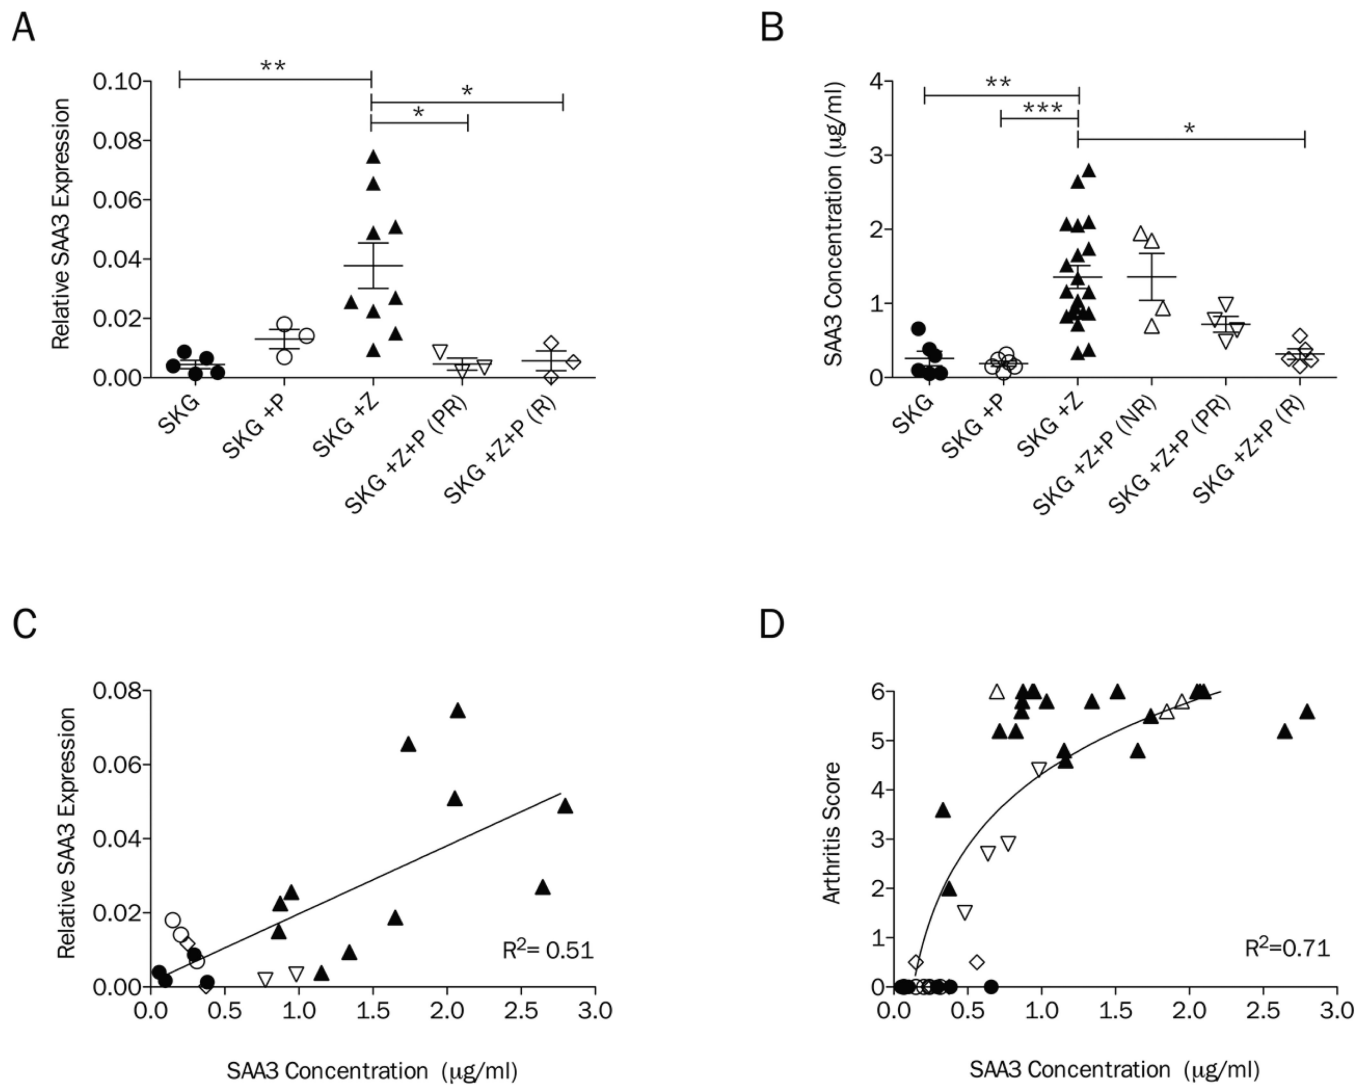 A
**
*
*
0.10
0.08
0.06
0.04
0.02
0.00
Relative SAA3 Expression
SKG
SKG +P
SKG +Z
SKG +Z+P (PR)
SKG +Z+P (R)
B
**
***
*
4
3
2
1
0
SAA3 Concentration (μg/ml)
SKG
SKG +P
SKG +Z
SKG +Z+P (NR)
SKG +Z+P (PR)
SKG +Z+P (R)
C
0.08
0.06
0.04
0.02
0.00
Relative SAA3 Expression
R²= 0.51
0.0 0.5 1.0 1.5 2.0 2.5 3.0
SAA3 Concentration (μg/ml)
D
6
5
4
3
2
1
0
Arthritis Score
R²=0.71
0.0 0.5 1.0 1.5 2.0 2.5 3.0
SAA3 Concentration (μg/ml)